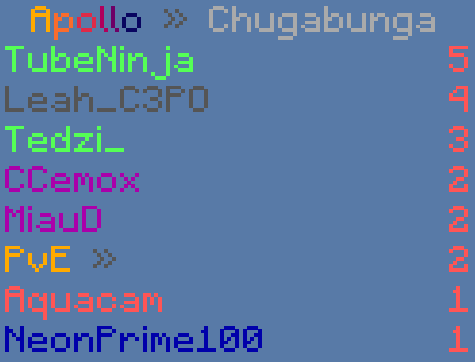 Apollo » Chugabunga
TubeNinja 5
Leah_C3PO 4
Tedzi_ 3
CCemox 2
MiauD 2
PvE » 2
Aquacam 1
NeonPrime100 1